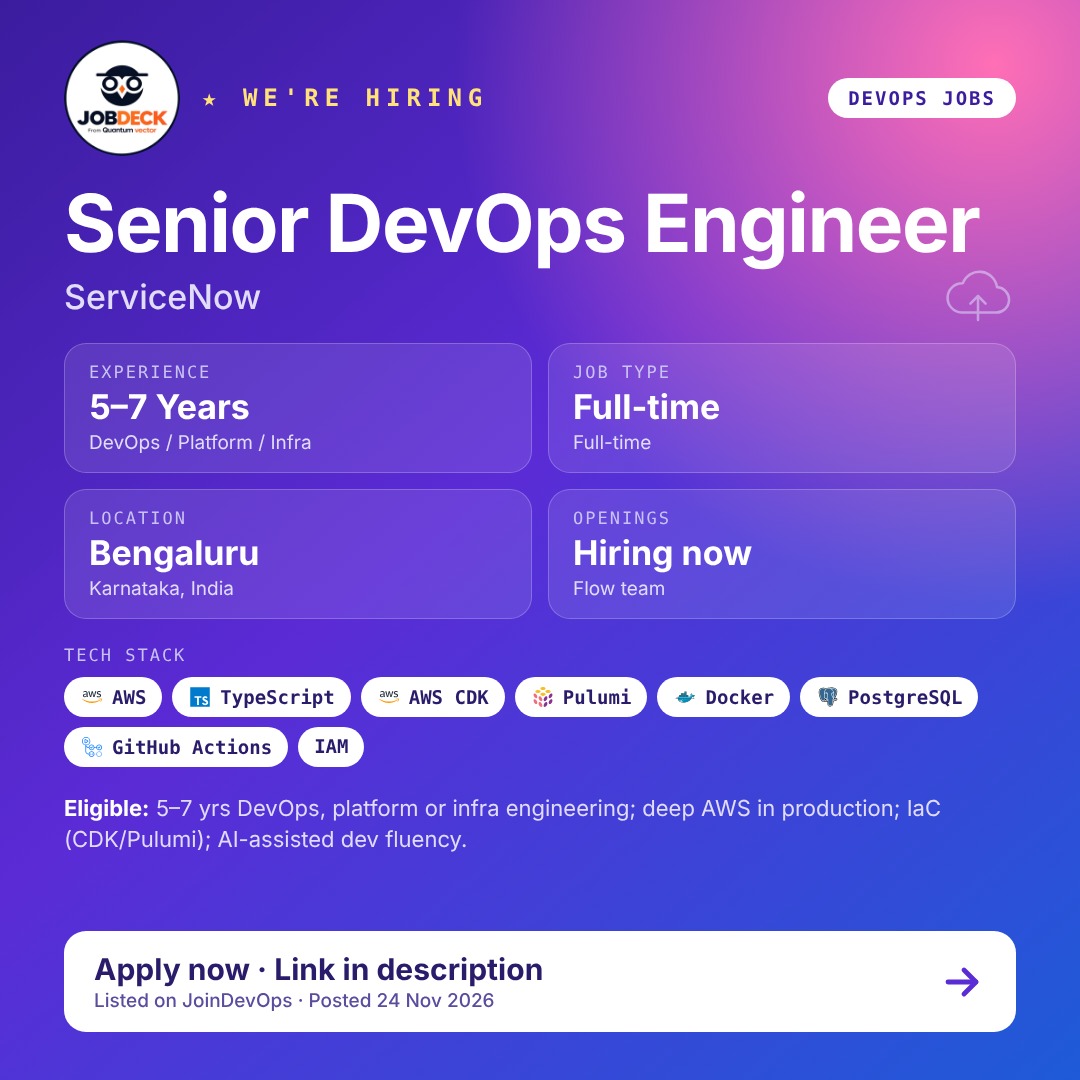 JOBDECK
From Quantum vector
★ WE'RE HIRING
DEVOPS JOBS
Senior DevOps Engineer
ServiceNow
EXPERIENCE
5–7 Years
DevOps / Platform / Infra
JOB TYPE
Full-time
Full-time
LOCATION
Bengaluru
Karnataka, India
OPENINGS
Hiring now
Flow team
TECH STACK
aws AWS TS TypeScript aws AWS CDK Pulumi Docker PostgreSQL
GitHub Actions IAM
Eligible: 5–7 yrs DevOps, platform or infra engineering; deep AWS in production; IaC
(CDK/Pulumi); AI-assisted dev fluency.
Apply now · Link in description
Listed on JoinDevOps · Posted 24 Nov 2026